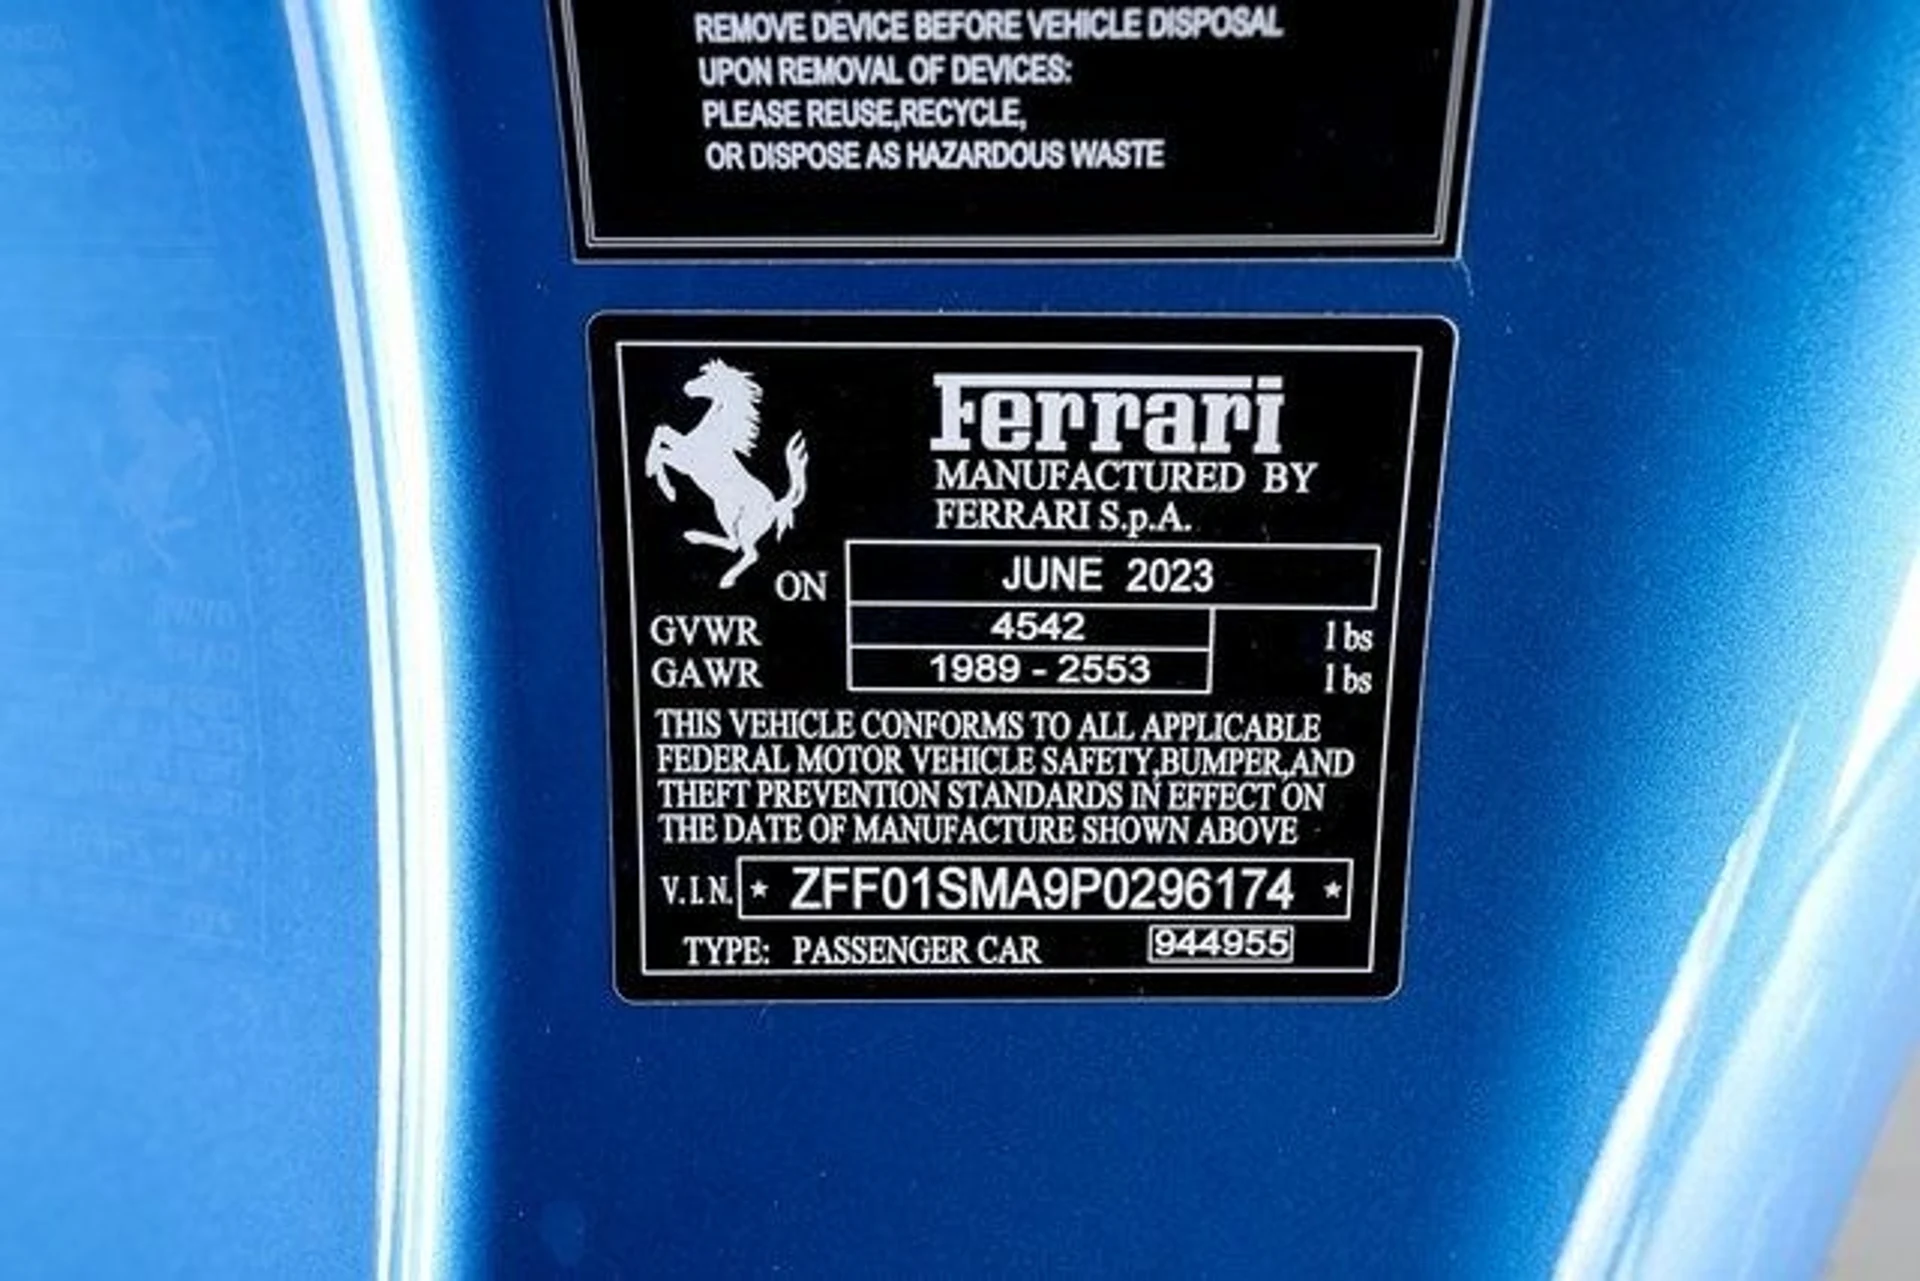 REMOVE DEVICE BEFORE VEHICLE DISPOSAL
UPON REMOVAL OF DEVICES:
PLEASE REUSE,RECYCLE,
OR DISPOSE AS HAZARDOUS WASTE
Ferrari
MANUFACTURED BY
FERRARI S.p.A.
ON JUNE 2023
GVWR 4542 lbs
GAWR 1989 - 2553 lbs
THIS VEHICLE CONFORMS TO ALL APPLICABLE
FEDERAL MOTOR VEHICLE SAFETY,BUMPER,AND
THEFT PREVENTION STANDARDS IN EFFECT ON
THE DATE OF MANUFACTURE SHOWN ABOVE
V.I.N. * ZFF01SMA9P0296174 *
TYPE: PASSENGER CAR 944955